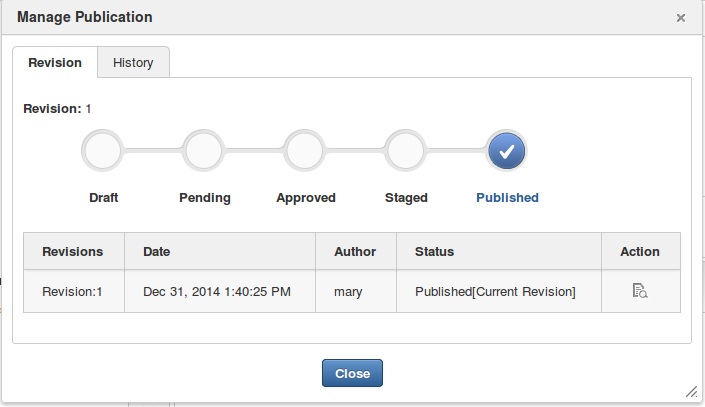 Manage Publication
Revision History
Revision: 1
Draft Pending Approved Staged Published
Revisions Date Author Status Action
Revision:1 Dec 31, 2014 1:40:25 PM mary Published[Current Revision]
Close